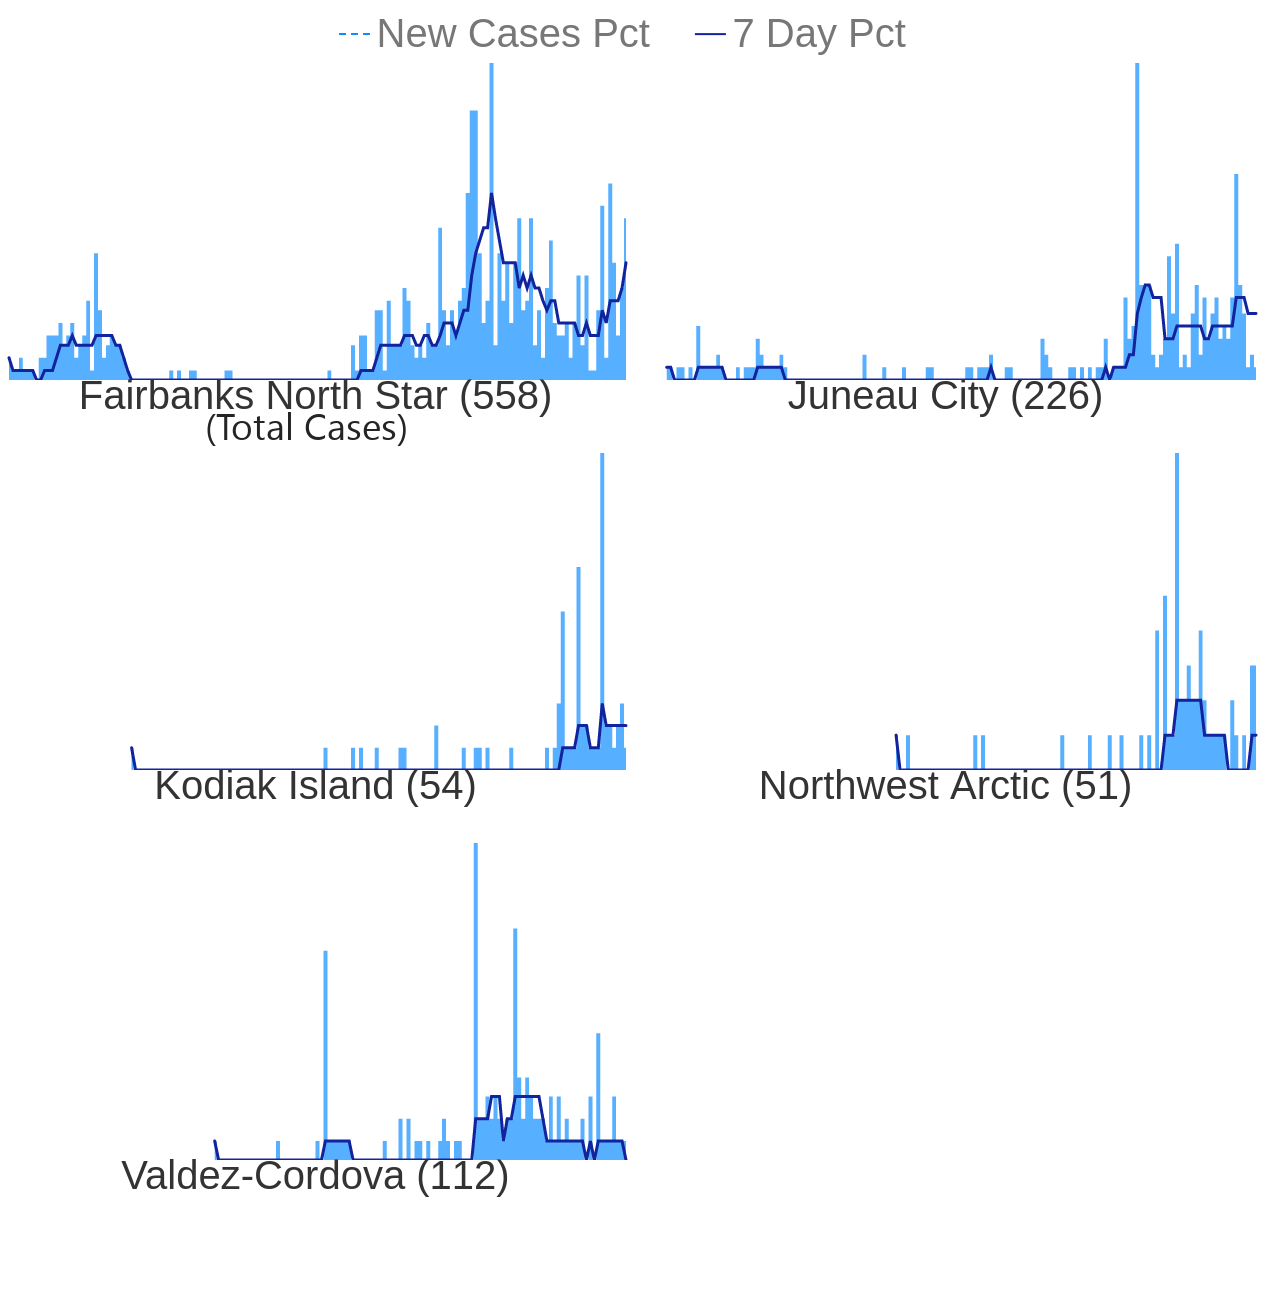 New Cases Pct 7 Day Pct
Fairbanks North Star (558)
(Total Cases)
Juneau City (226)
Kodiak Island (54)
Northwest Arctic (51)
Valdez-Cordova (112)